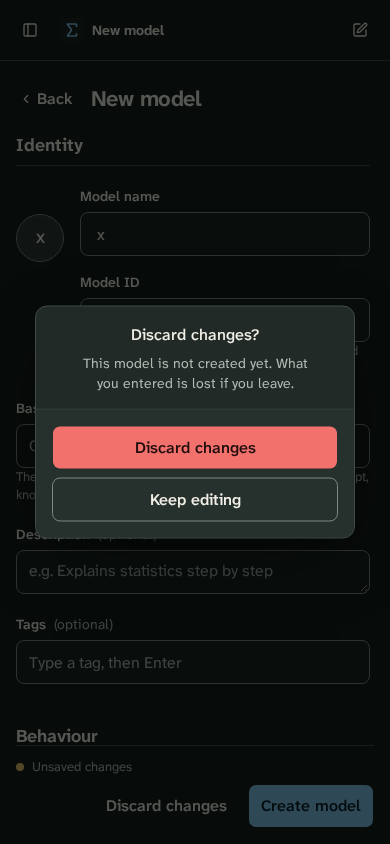 New model
Back
New model
Identity
Model name
X
x
Model ID
Discard changes?
This model is not created yet. What
you entered is lost if you leave.
Discard changes
Keep editing
Tags (optional)
e.g. Explains statistics step by step
Type a tag, then Enter
Behaviour
Unsaved changes
Discard changes
Create model